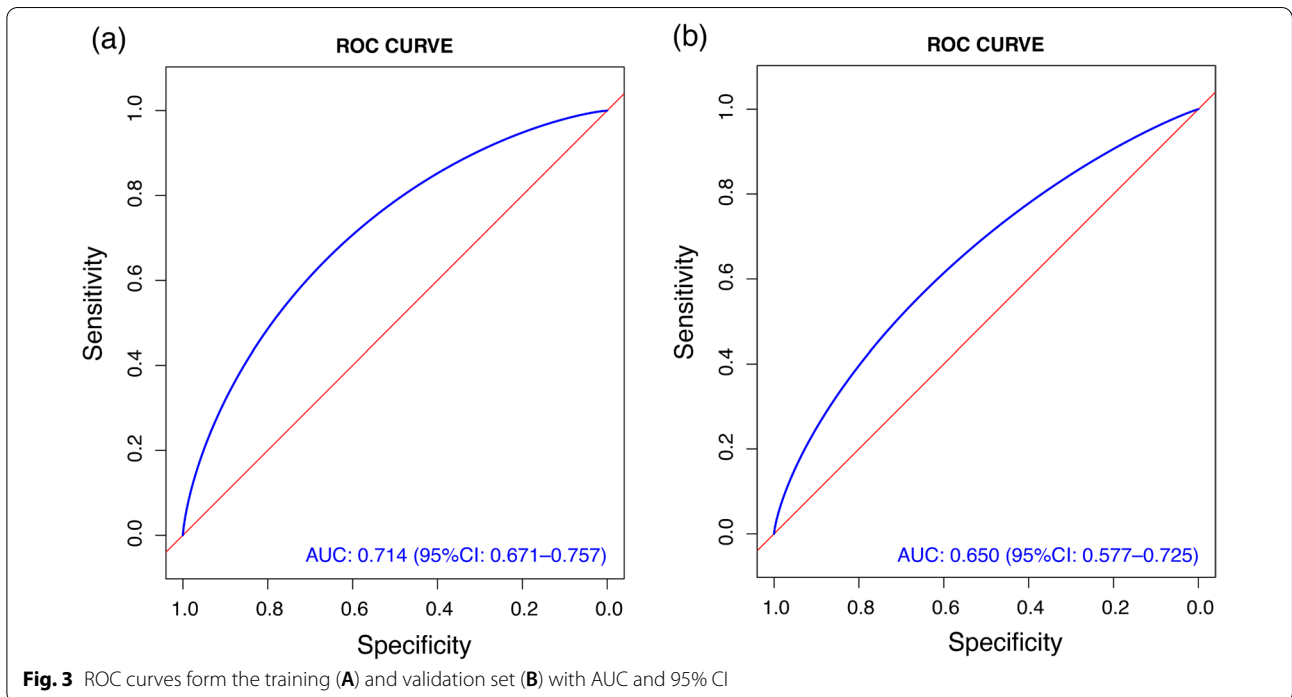 (a)
ROC CURVE
Sensitivity
0.0 0.2 0.4 0.6 0.8 1.0
AUC: 0.714 (95%CI: 0.671–0.757)
1.0 0.8 0.6 0.4 0.2 0.0
Specificity
(b)
ROC CURVE
Sensitivity
0.0 0.2 0.4 0.6 0.8 1.0
AUC: 0.650 (95%CI: 0.577–0.725)
1.0 0.8 0.6 0.4 0.2 0.0
Specificity
Fig. 3 ROC curves form the training (A) and validation set (B) with AUC and 95% CI